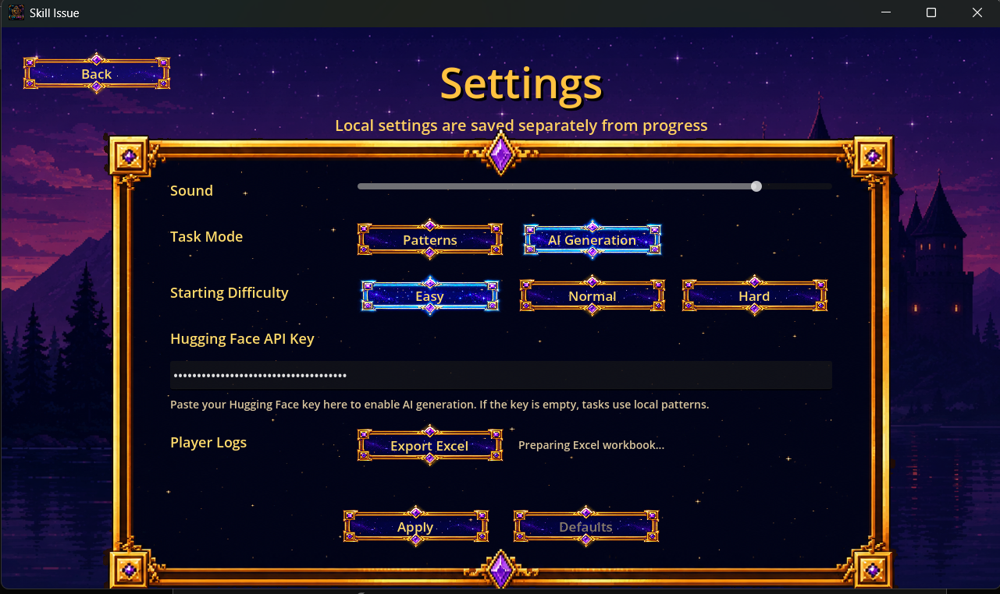 Skill Issue
Back
Settings
Local settings are saved separately from progress
Sound
Task Mode
Patterns
AI Generation
Starting Difficulty
Easy
Normal
Hard
Hugging Face API Key
•••••••••••••••••••••••••••••••••••••
Paste your Hugging Face key here to enable AI generation. If the key is empty, tasks use local patterns.
Player Logs
Export Excel
Preparing Excel workbook...
Apply
Defaults